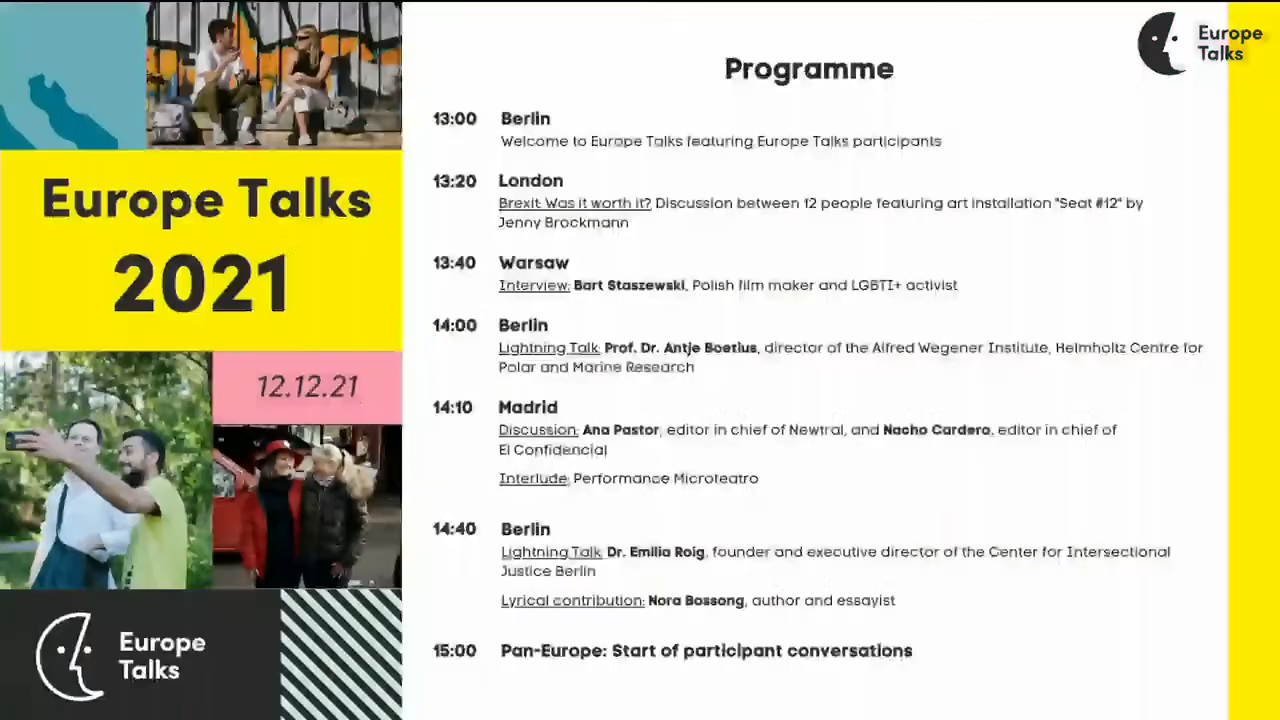 Europe Talks
2021
12.12.21
Europe
Talks
Europe
Talks
Programme
13:00 Berlin
Welcome to Europe Talks featuring Europe Talks participants
13:20 London
Brexit: Was it worth it? Discussion between 12 people featuring art installation "Seat #12" by
Jenny Brockmann
13:40 Warsaw
Interview: Bart Staszewski, Polish film maker and LGBTI+ activist
14:00 Berlin
Lightning Talk: Prof. Dr. Antje Boetius, director of the Alfred Wegener Institute, Helmholtz Centre for
Polar and Marine Research
14:10 Madrid
Discussion: Ana Pastor, editor in chief of Newtral, and Nacho Cardero, editor in chief of
El Confidencial
Interlude: Performance Microteatro
14:40 Berlin
Lightning Talk: Dr. Emilia Roig, founder and executive director of the Center for Intersectional
Justice Berlin
Lyrical contribution: Nora Bossong, author and essayist
15:00 Pan-Europe: Start of participant conversations